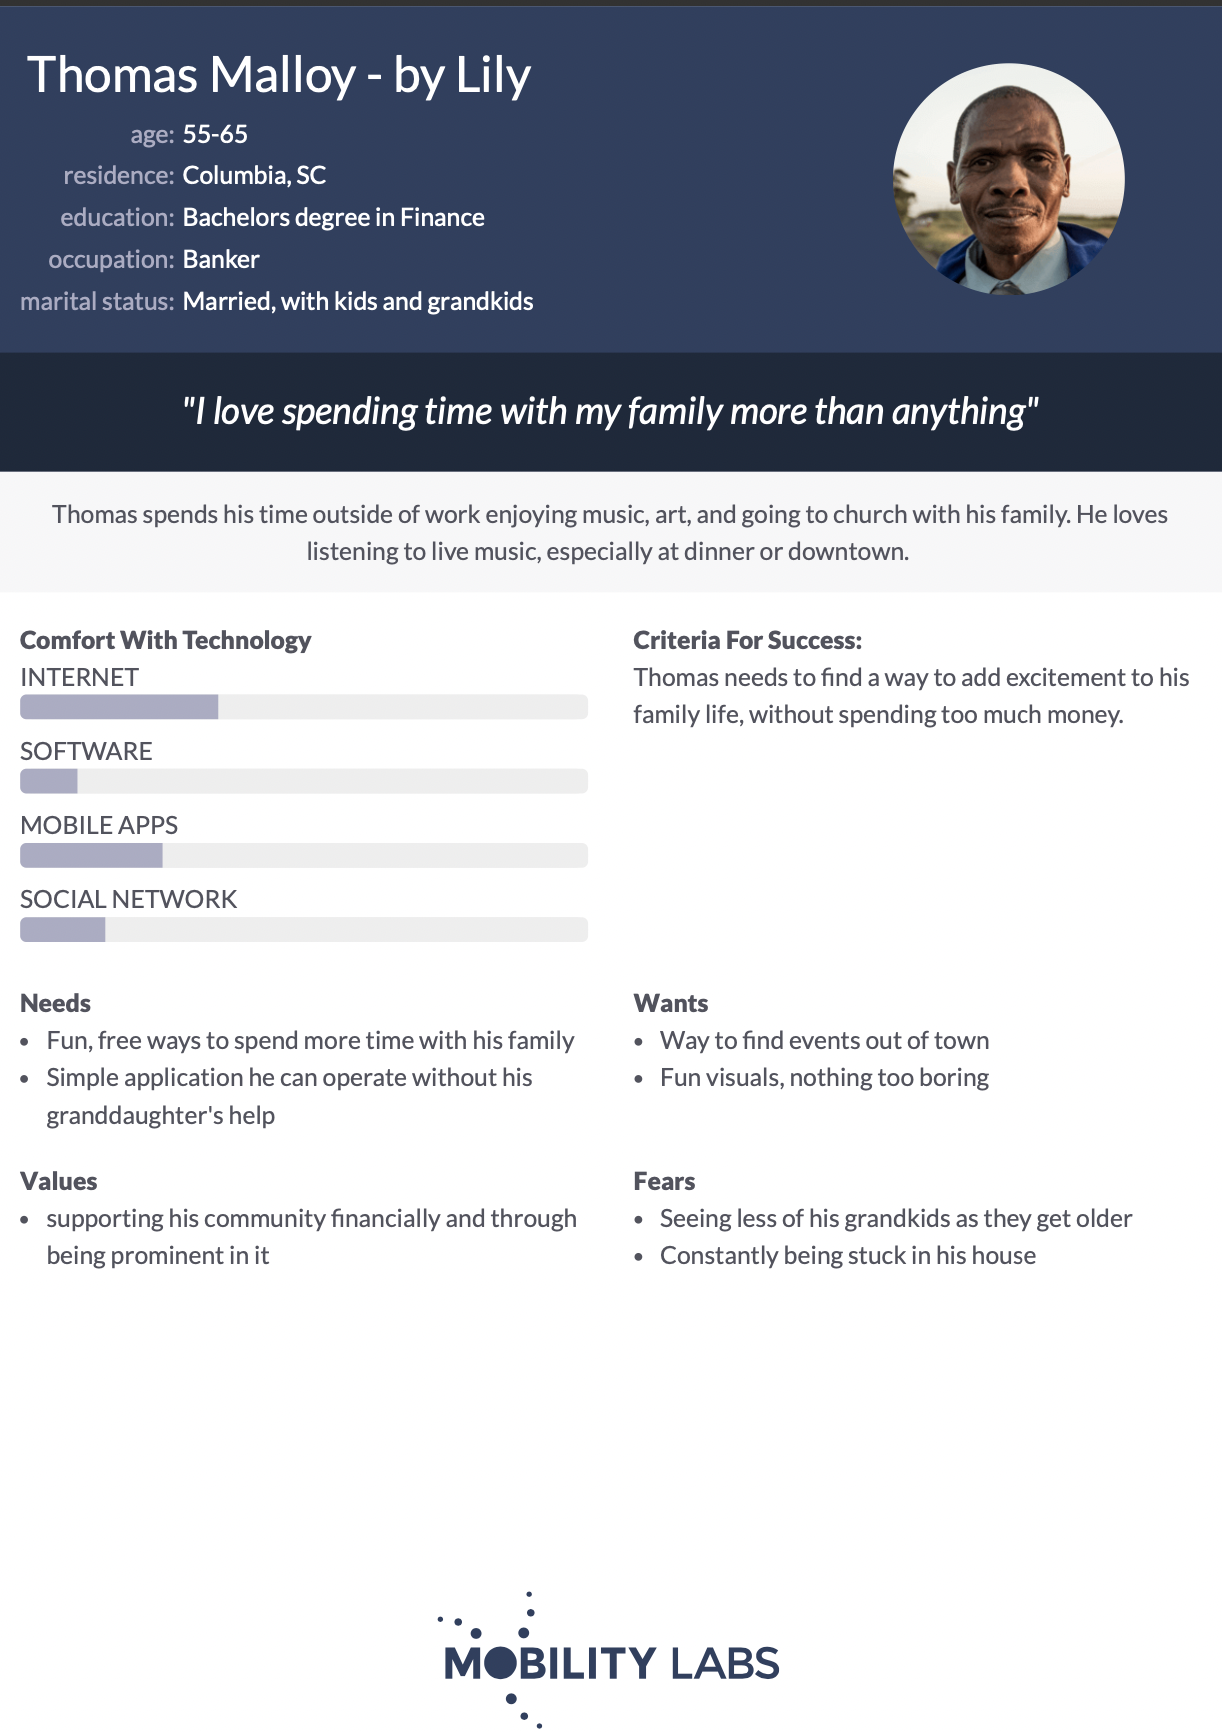 Thomas Malloy - by Lily
age: 55-65
residence: Columbia, SC
education: Bachelors degree in Finance
occupation: Banker
marital status: Married, with kids and grandkids
"I love spending time with my family more than anything"
Thomas spends his time outside of work enjoying music, art, and going to church with his family. He loves
listening to live music, especially at dinner or downtown.
Comfort With Technology
INTERNET
SOFTWARE
MOBILE APPS
SOCIAL NETWORK
Criteria For Success:
Thomas needs to find a way to add excitement to his
family life, without spending too much money.
Needs
• Fun, free ways to spend more time with his family
• Simple application he can operate without his
granddaughter's help
Wants
• Way to find events out of town
• Fun visuals, nothing too boring
Values
• supporting his community financially and through
being prominent in it
Fears
• Seeing less of his grandkids as they get older
• Constantly being stuck in his house
MOBILITY LABS